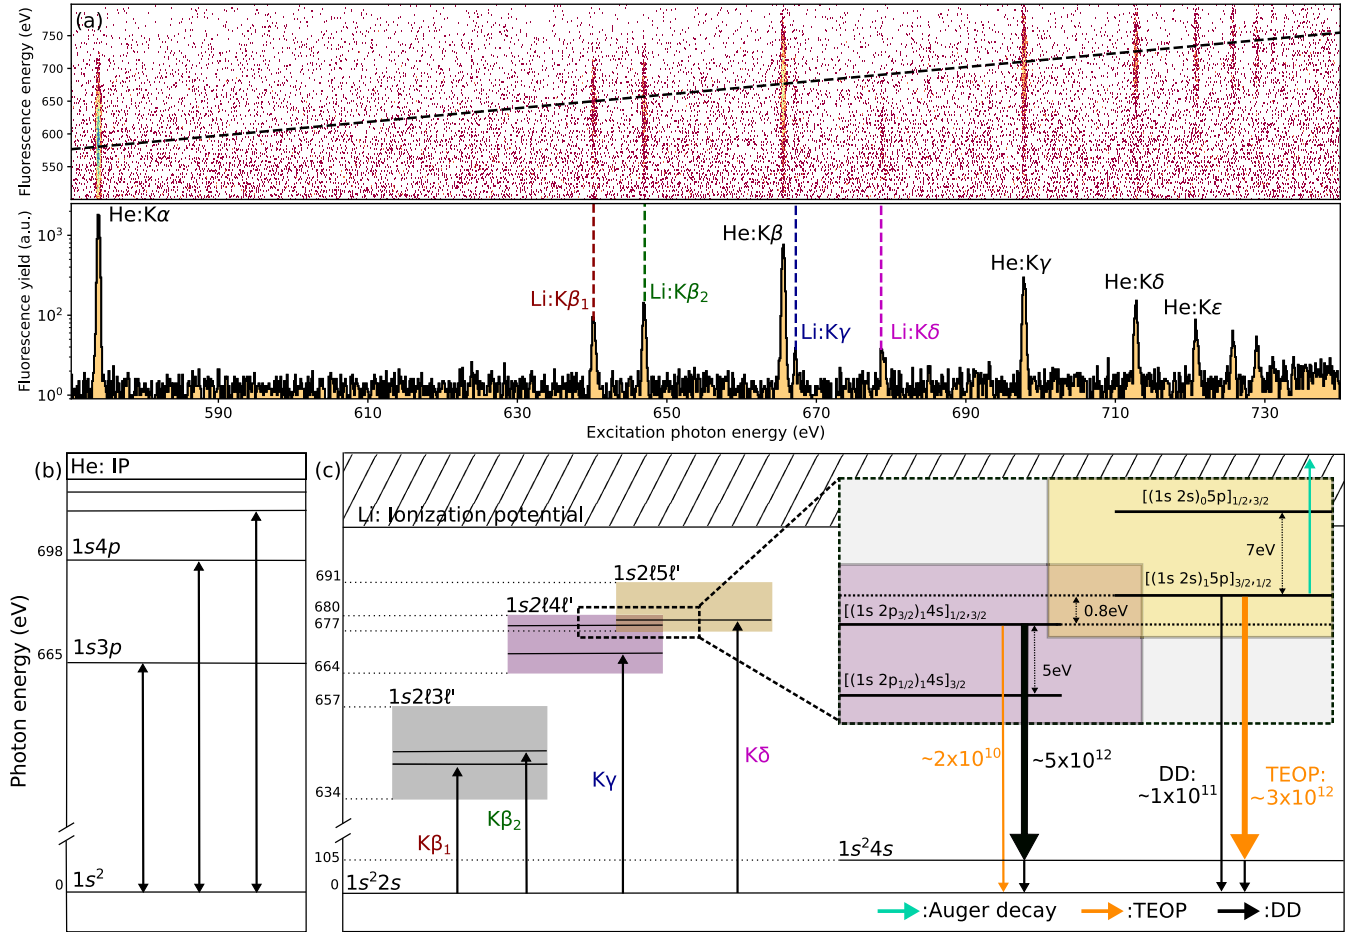 (a)
Fluorescence energy (eV)
750
700
650
600
550
Fluorescence yield (a.u.)
10³
10²
10⁰
He:Kα
Li:Kβ₁
Li:Kβ₂
He:Kβ
Li:Kγ
Li:Kδ
He:Kγ
He:Kδ
He:Kε
590 610 630 650 670 690 710 730
Excitation photon energy (eV)
(b)
He: IP
Photon energy (eV)
698
1s4p
665
1s3p
0
1s²
(c)
Li: Ionization potential
691
680
677
664
657
634
105
0
1s2ℓ5ℓ'
1s2ℓ4ℓ'
1s2ℓ3ℓ'
Kβ₁
Kβ₂
Kγ
Kδ
1s²2s
[(1s 2s)₀5p]₁/₂,₃/₂
7eV
[(1s 2s)₁5p]₃/₂,₁/₂
[(1s 2p₃/₂)₁4s]₁/₂,₃/₂
0.8eV
5eV
[(1s 2p₁/₂)₁4s]₃/₂
~2x10¹⁰
~5x10¹²
DD:
~1x10¹¹
TEOP:
~3x10¹²
1s²4s
:Auger decay
:TEOP
:DD